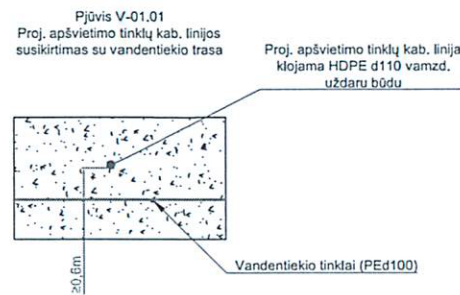 Pjūvis V-01.01
Proj. apšvietimo tinklų kab. linijos
susikirtimas su vandentiekio trasa
Proj. apšvietimo tinklų kab. linija
klojama HDPE d110 vamzd.
uždaru būdu
≥0,6m
Vandentiekio tinklai (PEd100)